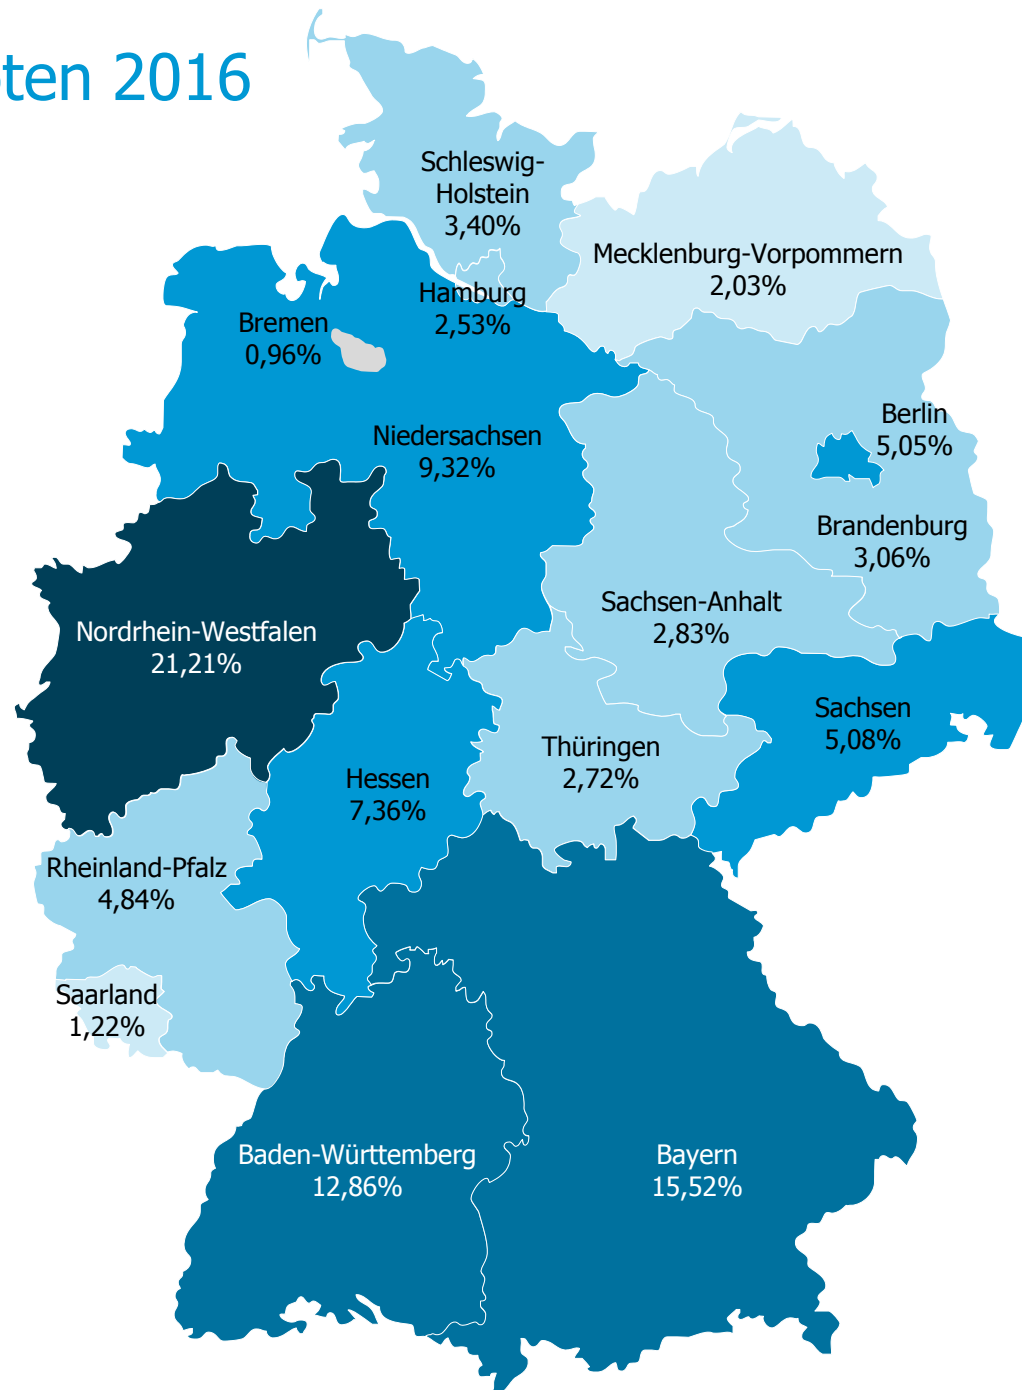 ten 2016
Schleswig-
Holstein
3,40%
Mecklenburg-Vorpommern
2,03%
Hamburg
2,53%
Bremen
0,96%
Berlin
5,05%
Niedersachsen
9,32%
Brandenburg
3,06%
Sachsen-Anhalt
2,83%
Nordrhein-Westfalen
21,21%
Sachsen
5,08%
Thüringen
2,72%
Hessen
7,36%
Rheinland-Pfalz
4,84%
Saarland
1,22%
Baden-Württemberg
12,86%
Bayern
15,52%